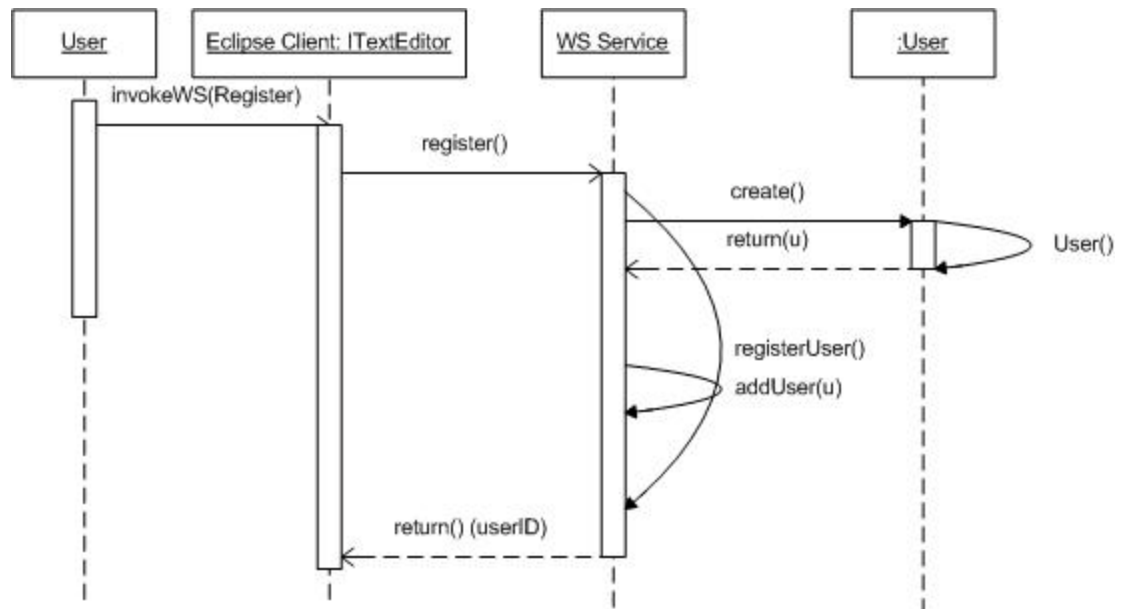 User
Eclipse Client: ITextEditor
WS Service
:User
invokeWS(Register)
register()
create()
return(u)
User()
registerUser()
addUser(u)
return() (userID)